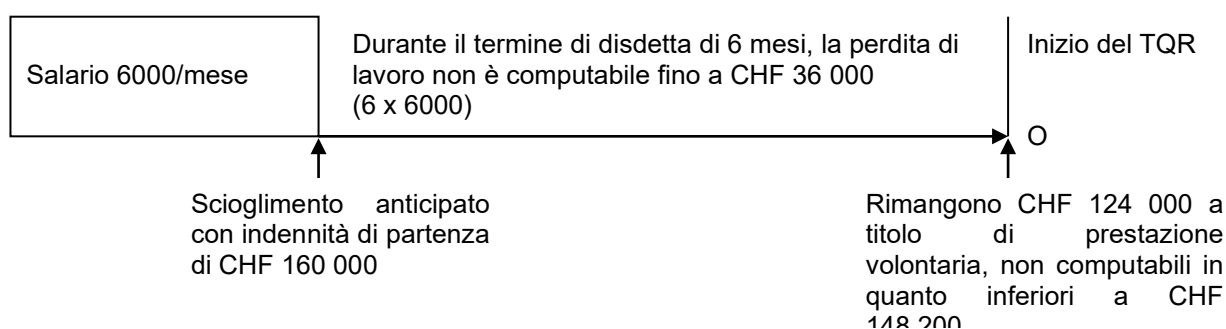 Salario 6000/mese
Durante il termine di disdetta di 6 mesi, la perdita di
lavoro non è computabile fino a CHF 36 000
(6 x 6000)
Inizio del TQR
O
Scioglimento anticipato
con indennità di partenza
di CHF 160 000
Rimangono CHF 124 000 a
titolo di prestazione
volontaria, non computabili in
quanto inferiori a CHF
148 200